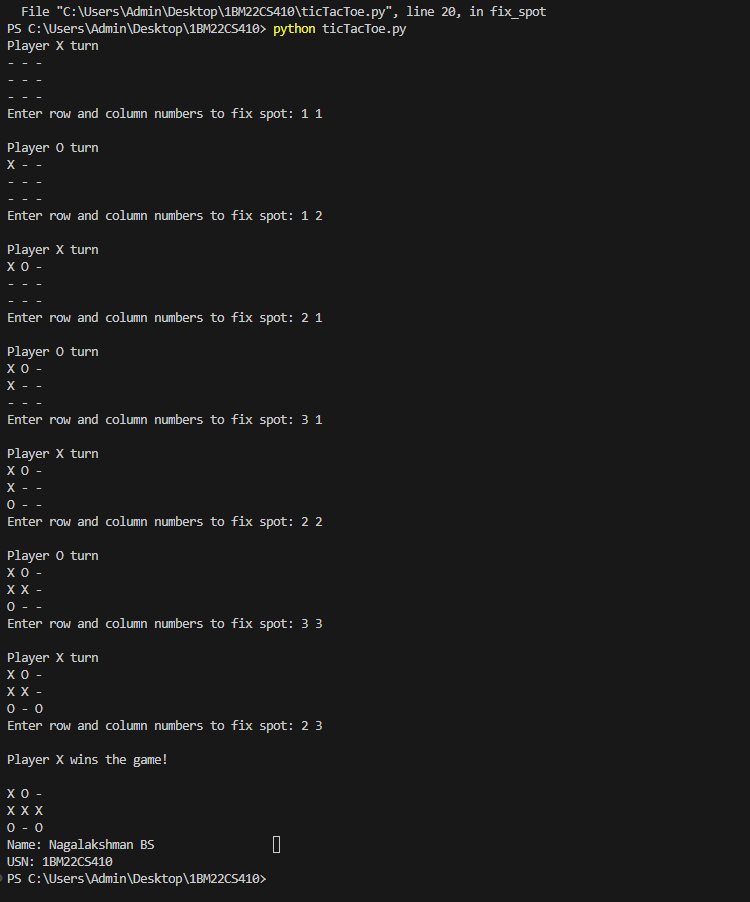 File "C:\Users\Admin\Desktop\1BM22CS410\ticTacToe.py", line 20, in fix_spot
PS C:\Users\Admin\Desktop\1BM22CS410> python ticTacToe.py
Player X turn
- - -
- - -
- - -
Enter row and column numbers to fix spot: 1 1
Player O turn
X - -
- - -
- - -
Enter row and column numbers to fix spot: 1 2
Player X turn
X O -
- - -
- - -
Enter row and column numbers to fix spot: 2 1
Player O turn
X O -
X - -
- - -
Enter row and column numbers to fix spot: 3 1
Player X turn
X O -
X - -
O - -
Enter row and column numbers to fix spot: 2 2
Player O turn
X O -
X X -
O - -
Enter row and column numbers to fix spot: 3 3
Player X turn
X O -
X X -
O - O
Enter row and column numbers to fix spot: 2 3
Player X wins the game!
X O -
X X X
O - O
Name: Nagalakshman BS
USN: 1BM22CS410
PS C:\Users\Admin\Desktop\1BM22CS410>